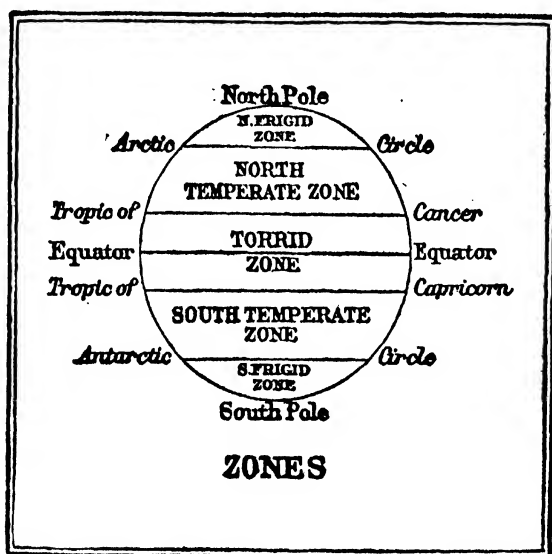 North Pole
N. FRIGID
ZONE
Arctic Circle
NORTH
TEMPERATE ZONE
Tropic of Cancer
TORRID
Equator Equator
ZONE
Tropic of Capricorn
SOUTH TEMPERATE
ZONE
Antarctic Circle
S. FRIGID
ZONE
South Pole
ZONES